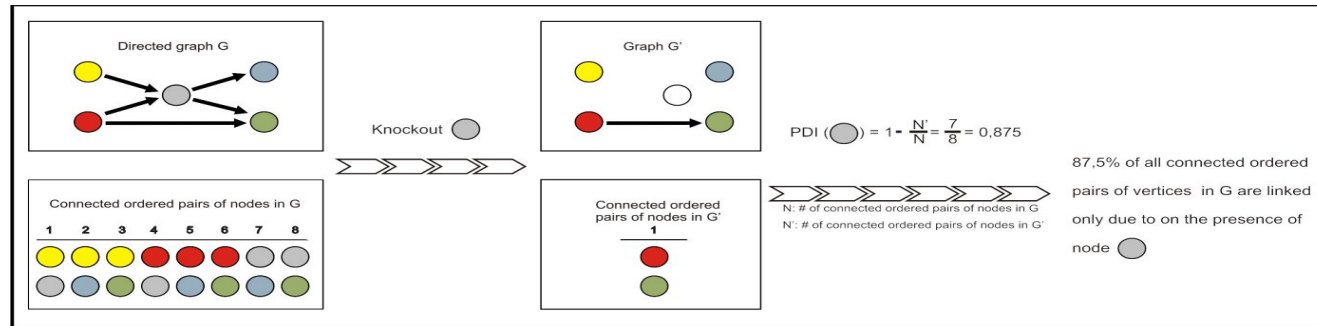 Directed graph G
Connected ordered pairs of nodes in G
1 2 3 4 5 6 7 8
Knockout
Graph G'
Connected ordered
pairs of nodes in G'
1
PDI ( ) = 1- N'/N = 7/8 = 0,875
N: # of connected ordered pairs of nodes in G
N': # of connected ordered pairs of nodes in G'
87,5% of all connected ordered
pairs of vertices in G are linked
only due to on the presence of
node